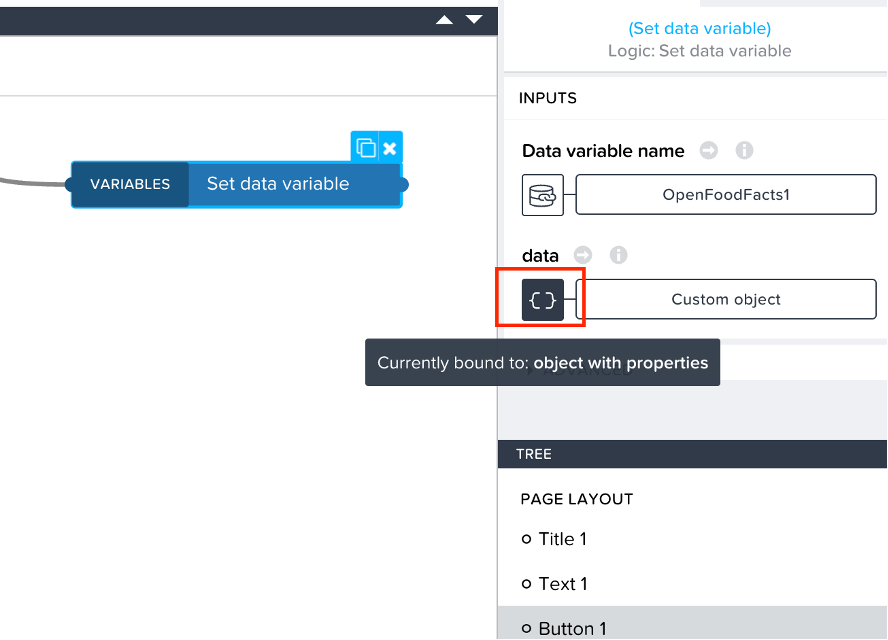 (Set data variable)
Logic: Set data variable
INPUTS
Data variable name
OpenFoodFacts1
data
Custom object
VARIABLES
Set data variable
Currently bound to: object with properties
ADVANCED
TREE
PAGE LAYOUT
Title 1
Text 1
Button 1